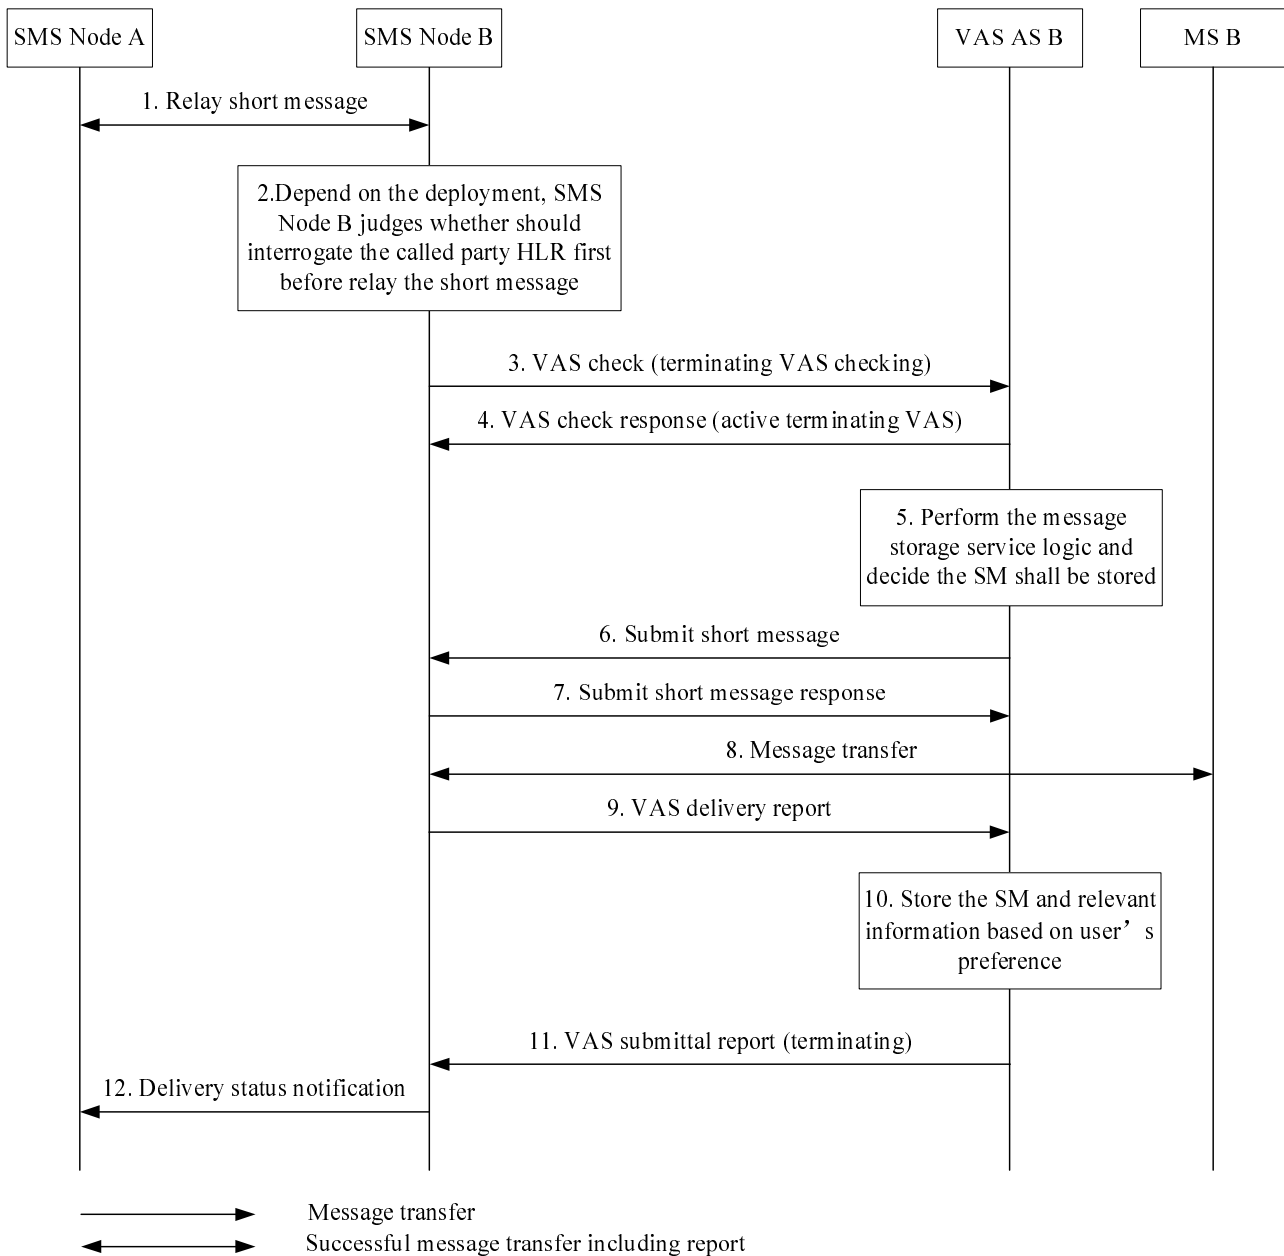 SMS Node A
SMS Node B
VAS AS B
MS B
1. Relay short message
2.Depend on the deployment, SMS
Node B judges whether should
interrogate the called party HLR first
before relay the short message
3. VAS check (terminating VAS checking)
4. VAS check response (active terminating VAS)
5. Perform the message
storage service logic and
decide the SM shall be stored
6. Submit short message
7. Submit short message response
8. Message transfer
9. VAS delivery report
10. Store the SM and relevant
information based on user’s
preference
11. VAS submittal report (terminating)
12. Delivery status notification
Message transfer
Successful message transfer including report